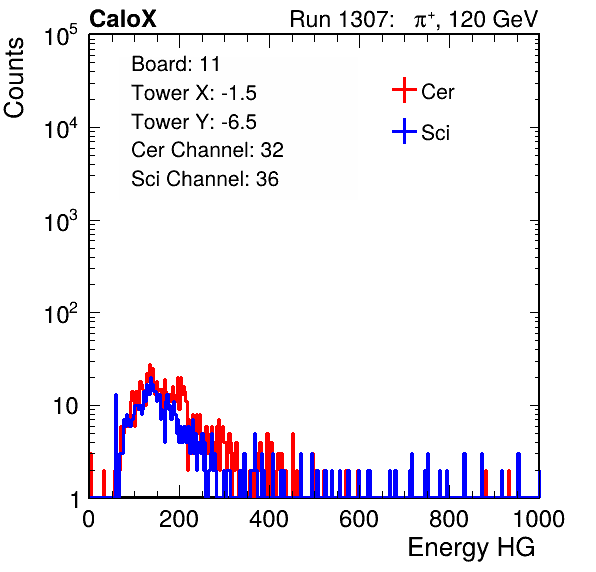 CaloX Run 1307: π⁺, 120 GeV
Counts
10⁵
10⁴
10³
10²
10
1
Board: 11
Tower X: -1.5
Tower Y: -6.5
Cer Channel: 32
Sci Channel: 36
Cer
Sci
0 200 400 600 800 1000
Energy HG